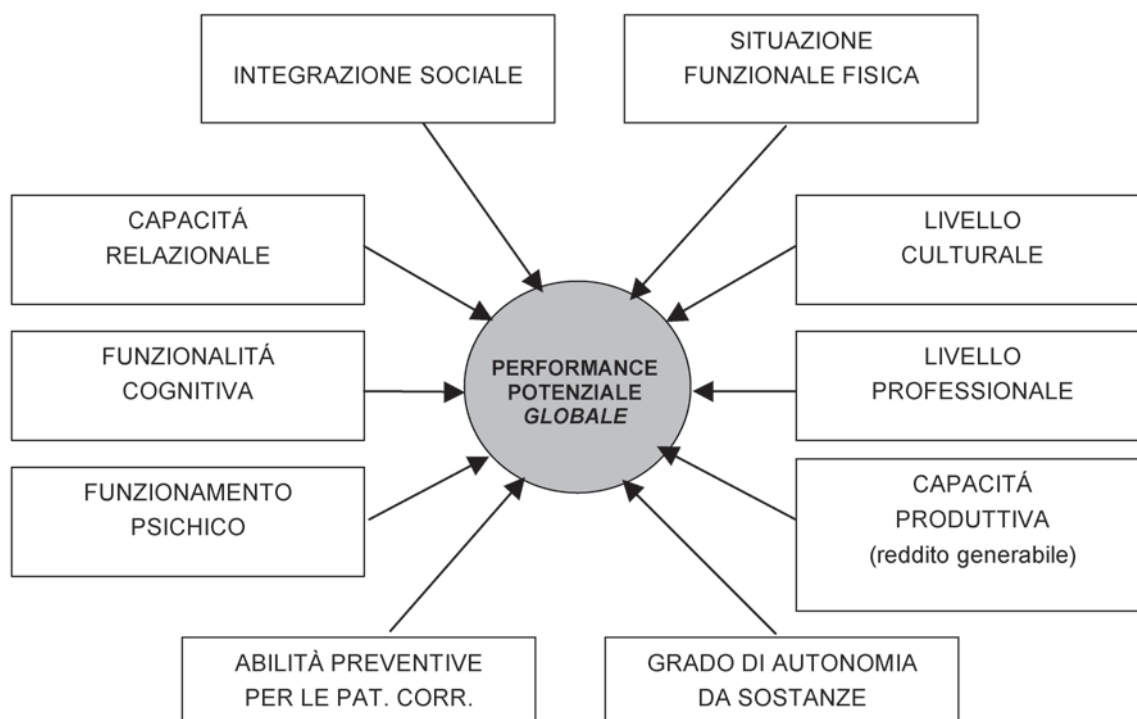 INTEGRAZIONE SOCIALE
SITUAZIONE
FUNZIONALE FISICA
CAPACITÁ
RELAZIONALE
LIVELLO
CULTURALE
FUNZIONALITÁ
COGNITIVA
PERFORMANCE
POTENZIALE
GLOBALE
LIVELLO
PROFESSIONALE
FUNZIONAMENTO
PSICHICO
CAPACITÁ
PRODUTTIVA
(reddito generabile)
ABILITÀ PREVENTIVE
PER LE PAT. CORR.
GRADO DI AUTONOMIA
DA SOSTANZE